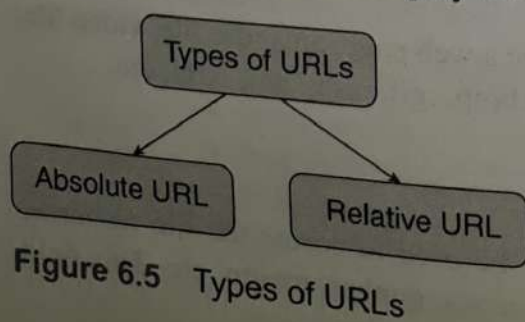 Types of URLs
Absolute URL
Relative URL
Figure 6.5 Types of URLs